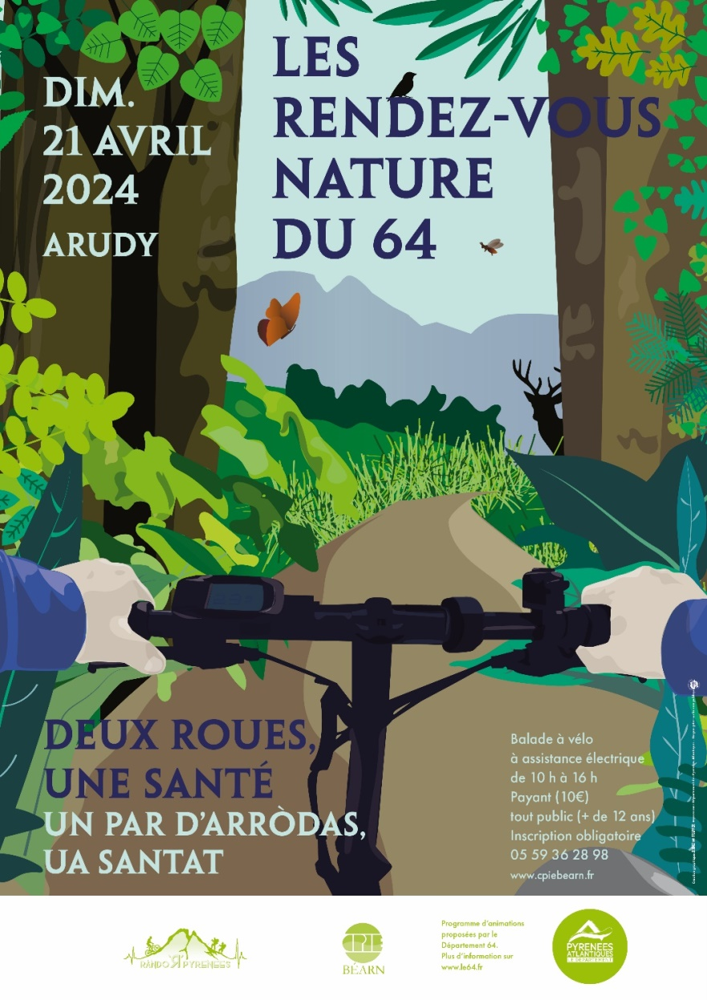 DIM.
21 AVRIL
2024
ARUDY
LES
RENDEZ-VOUS
NATURE
DU 64
DEUX ROUES,
UNE SANTÉ
UN PAR D'ARRÒDAS,
UA SANTAT
Balade à vélo
à assistance électrique
de 10 h à 16 h
Payant (10€)
tout public (+ de 12 ans)
Inscription obligatoire
05 59 36 28 98
www.cpiebearn.fr
RANDO PYRENEES
CPIE
BÉARN
Programme d'animations
proposées par le
Département 64.
Plus d'information sur
www.le64.fr
PYRENEES
ATLANTIQUES
LE DEPARTEMENT